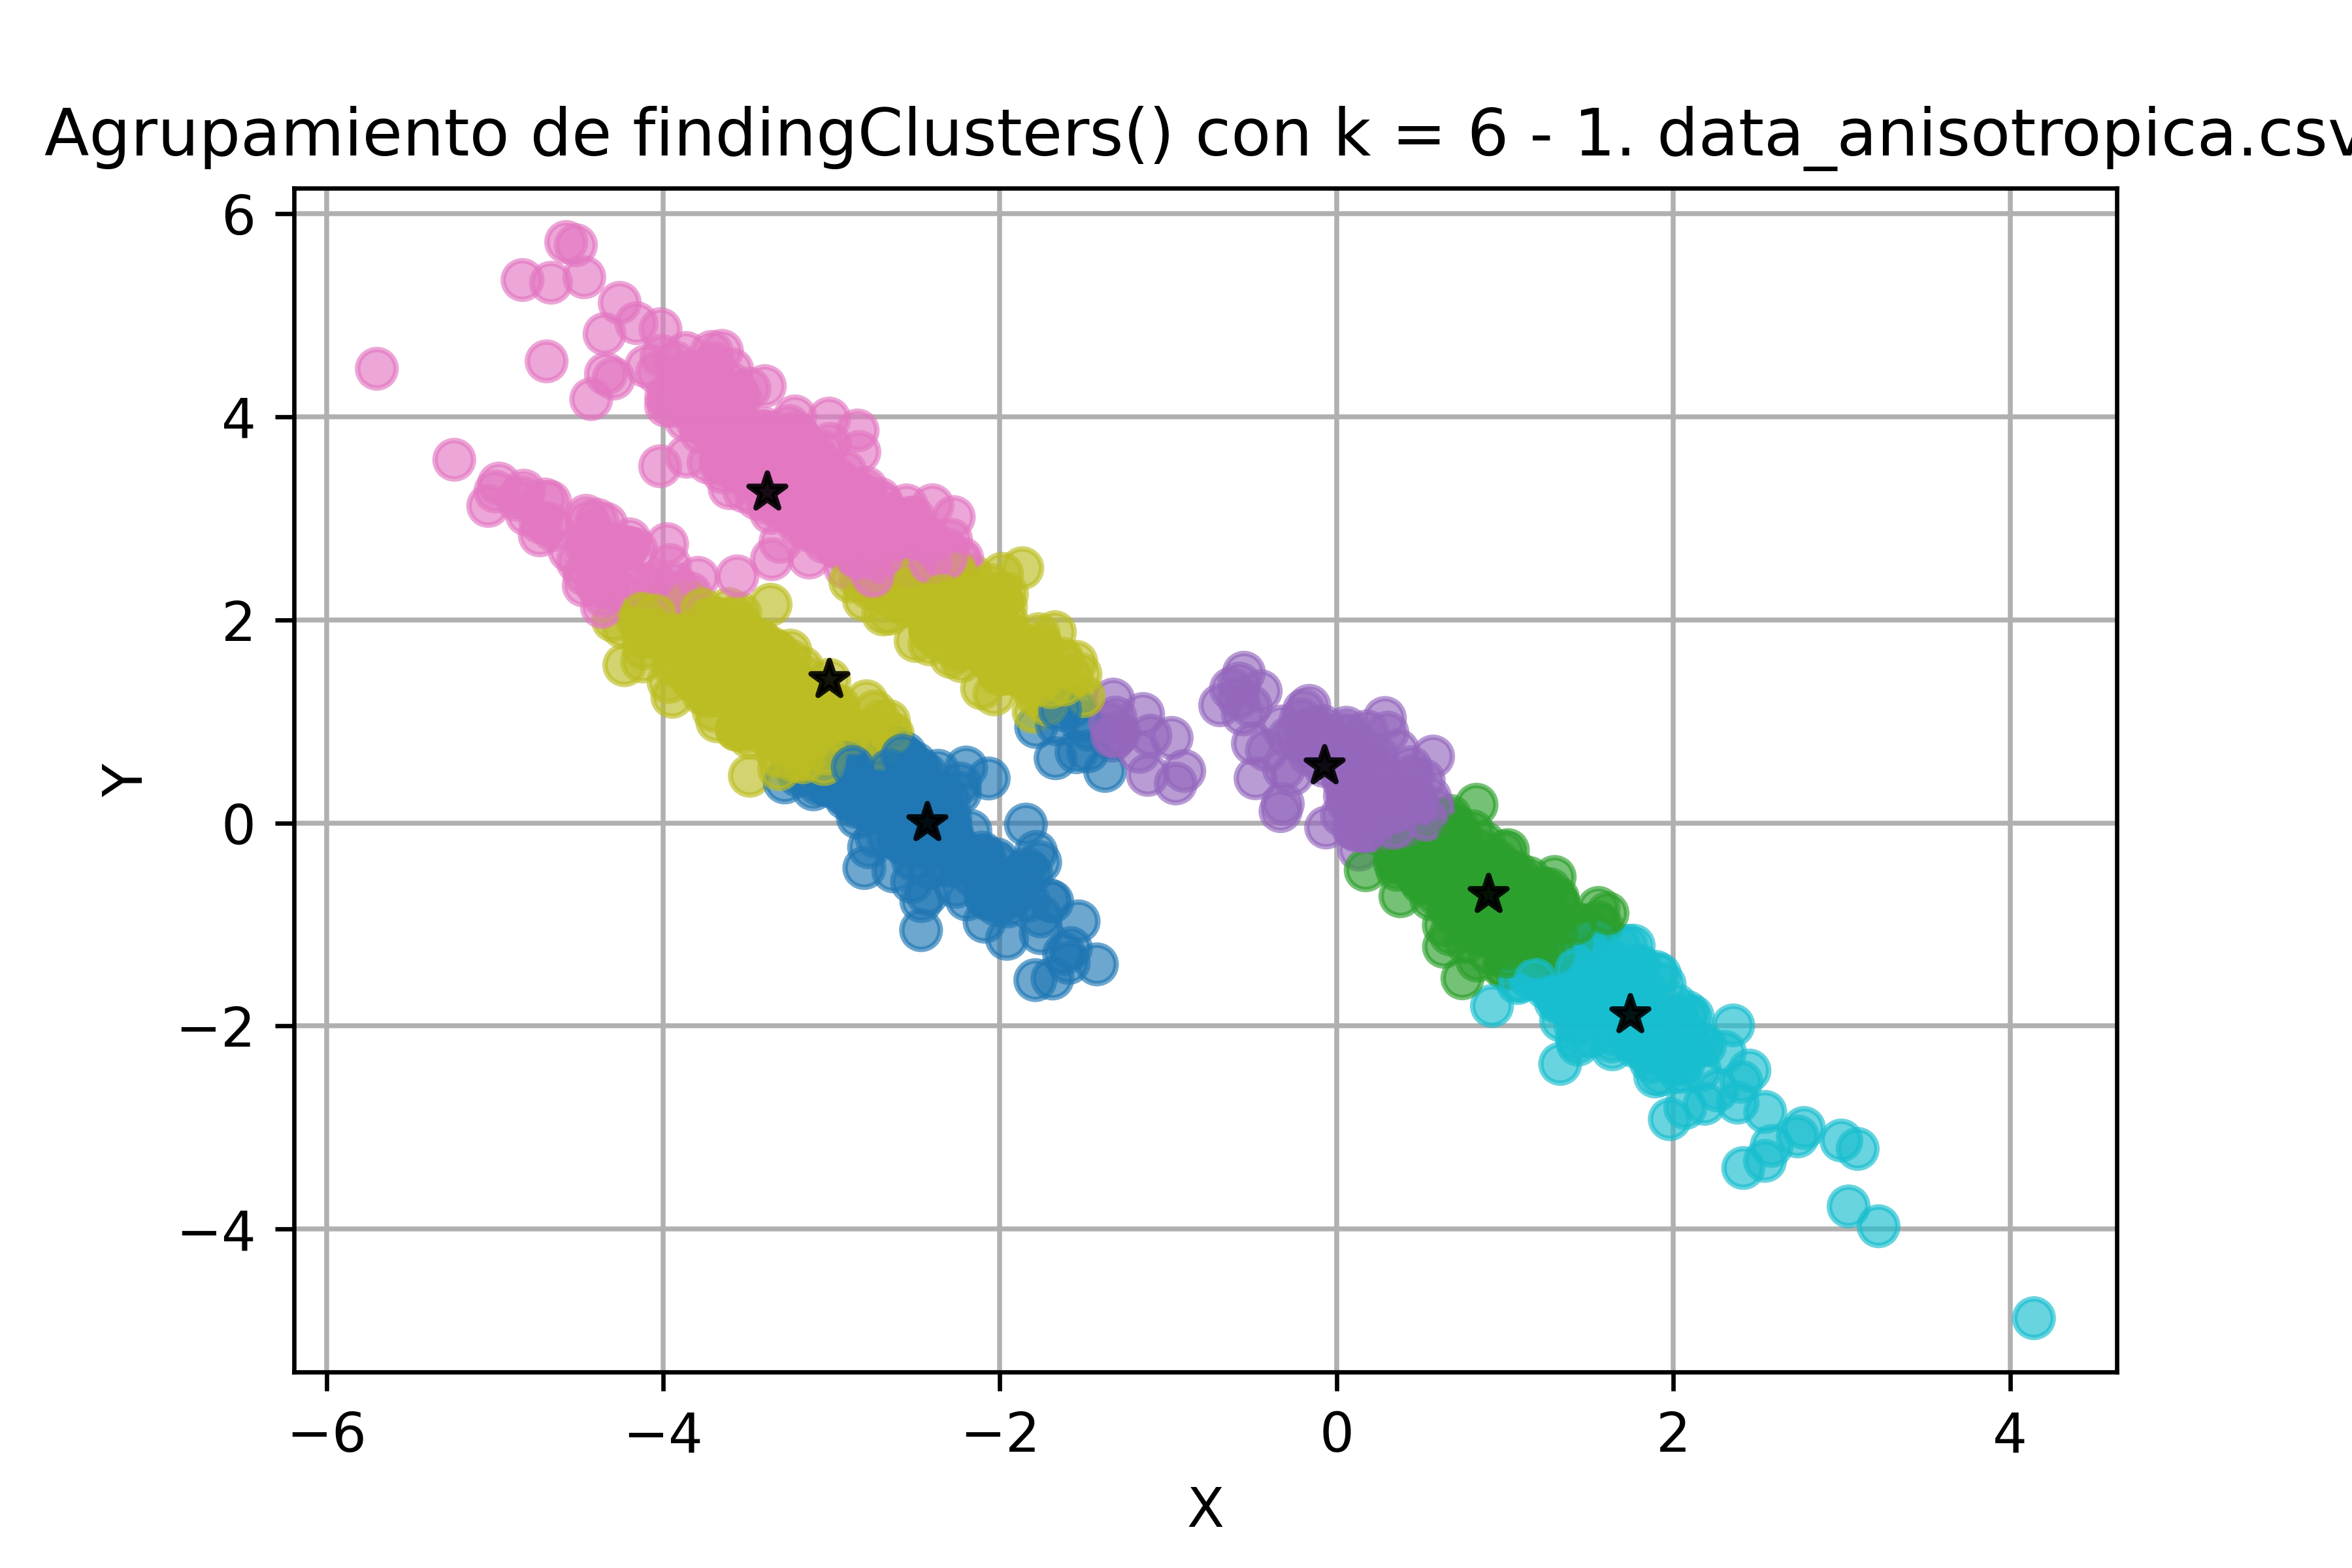 Agrupamiento de findingClusters() con k = 6 - 1. data_anisotropica.csv
6
4
2
0
−2
−4
Y
−6 −4 −2 0 2 4
X